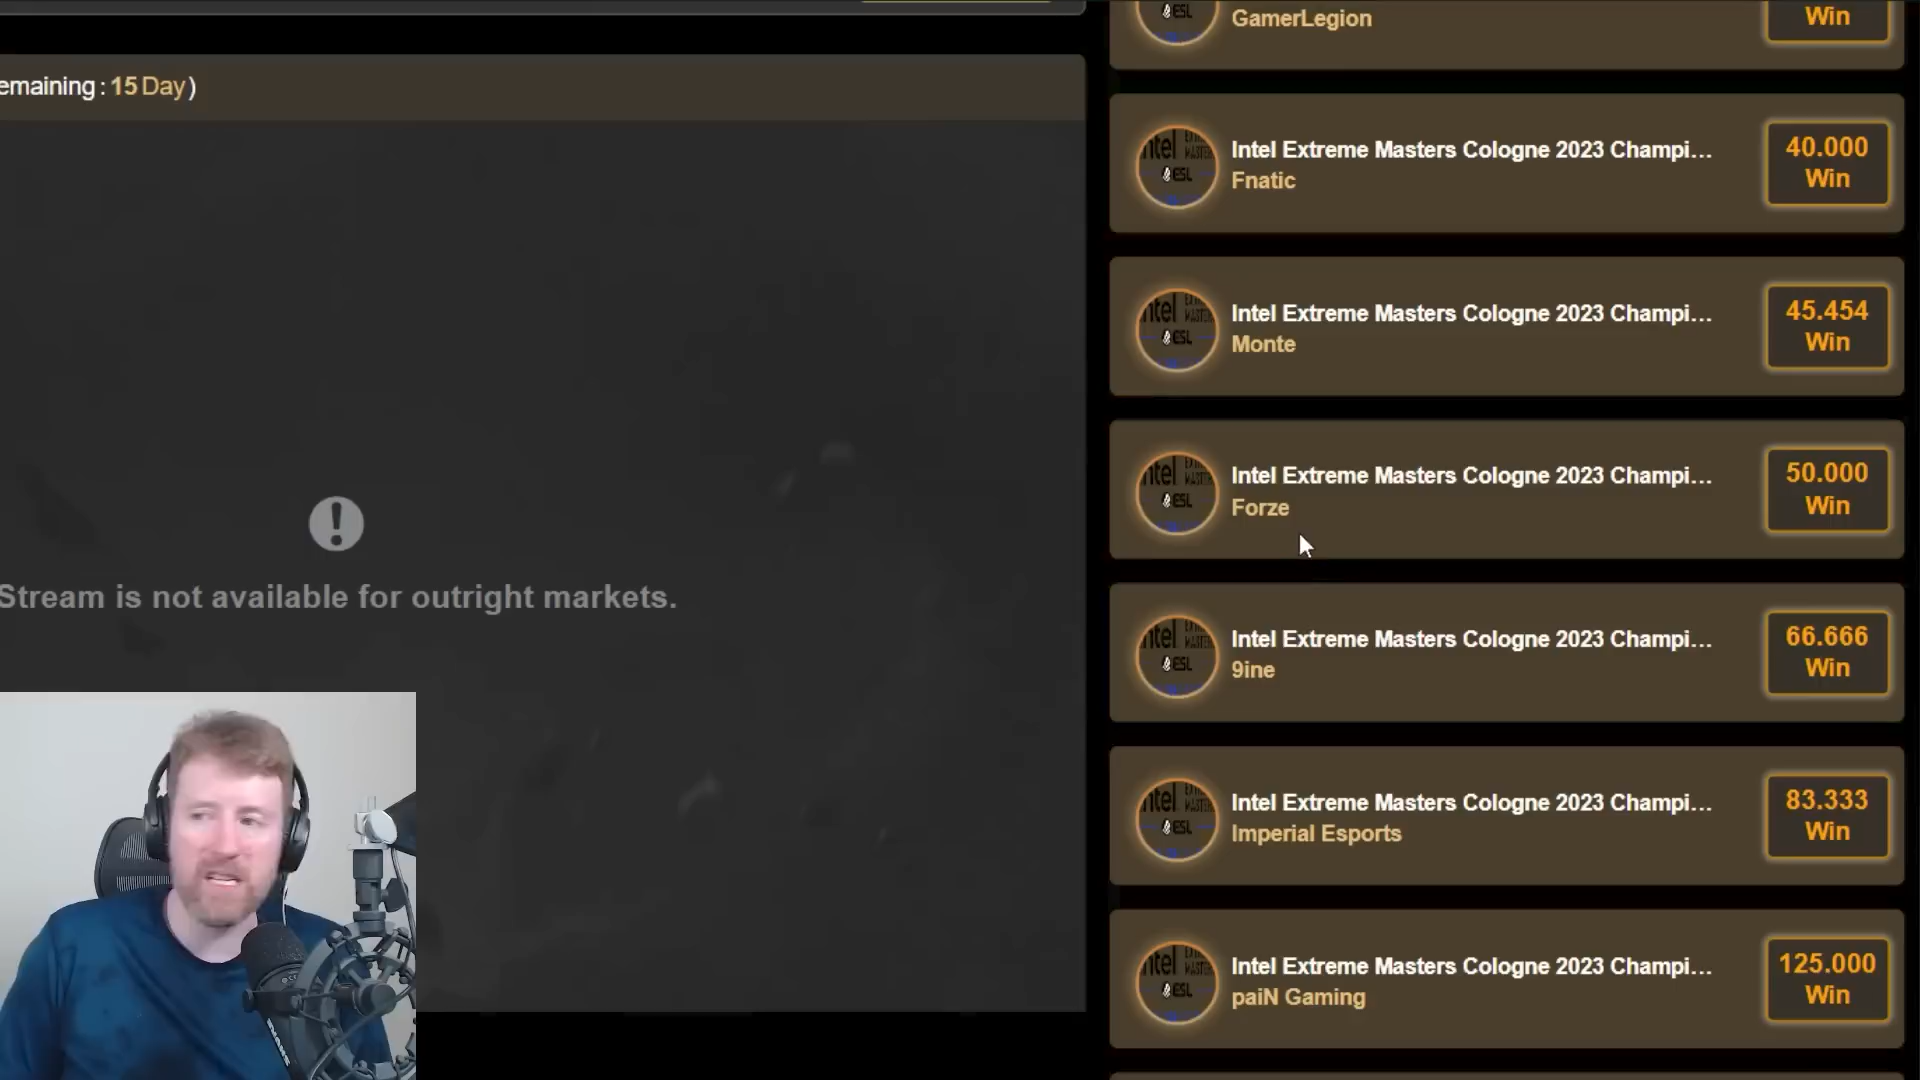 emaining : 15 Day )
Stream is not available for outright markets.
GamerLegion
Win
Intel Extreme Masters Cologne 2023 Champi...
Fnatic
40.000
Win
Intel Extreme Masters Cologne 2023 Champi...
Monte
45.454
Win
Intel Extreme Masters Cologne 2023 Champi...
Forze
50.000
Win
Intel Extreme Masters Cologne 2023 Champi...
9ine
66.666
Win
Intel Extreme Masters Cologne 2023 Champi...
Imperial Esports
83.333
Win
Intel Extreme Masters Cologne 2023 Champi...
paiN Gaming
125.000
Win